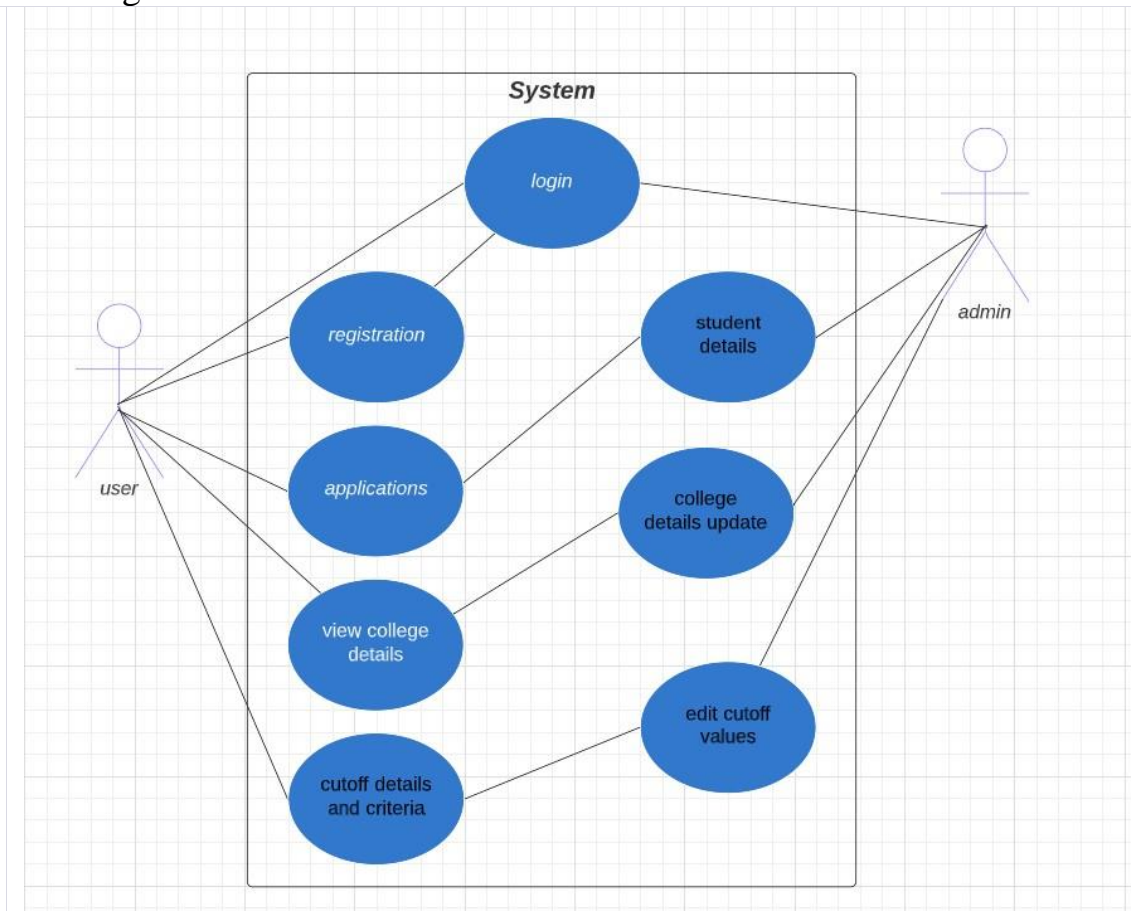 System
login
registration
student
details
admin
user
applications
college
details update
view college
details
edit cutoff
values
cutoff details
and criteria